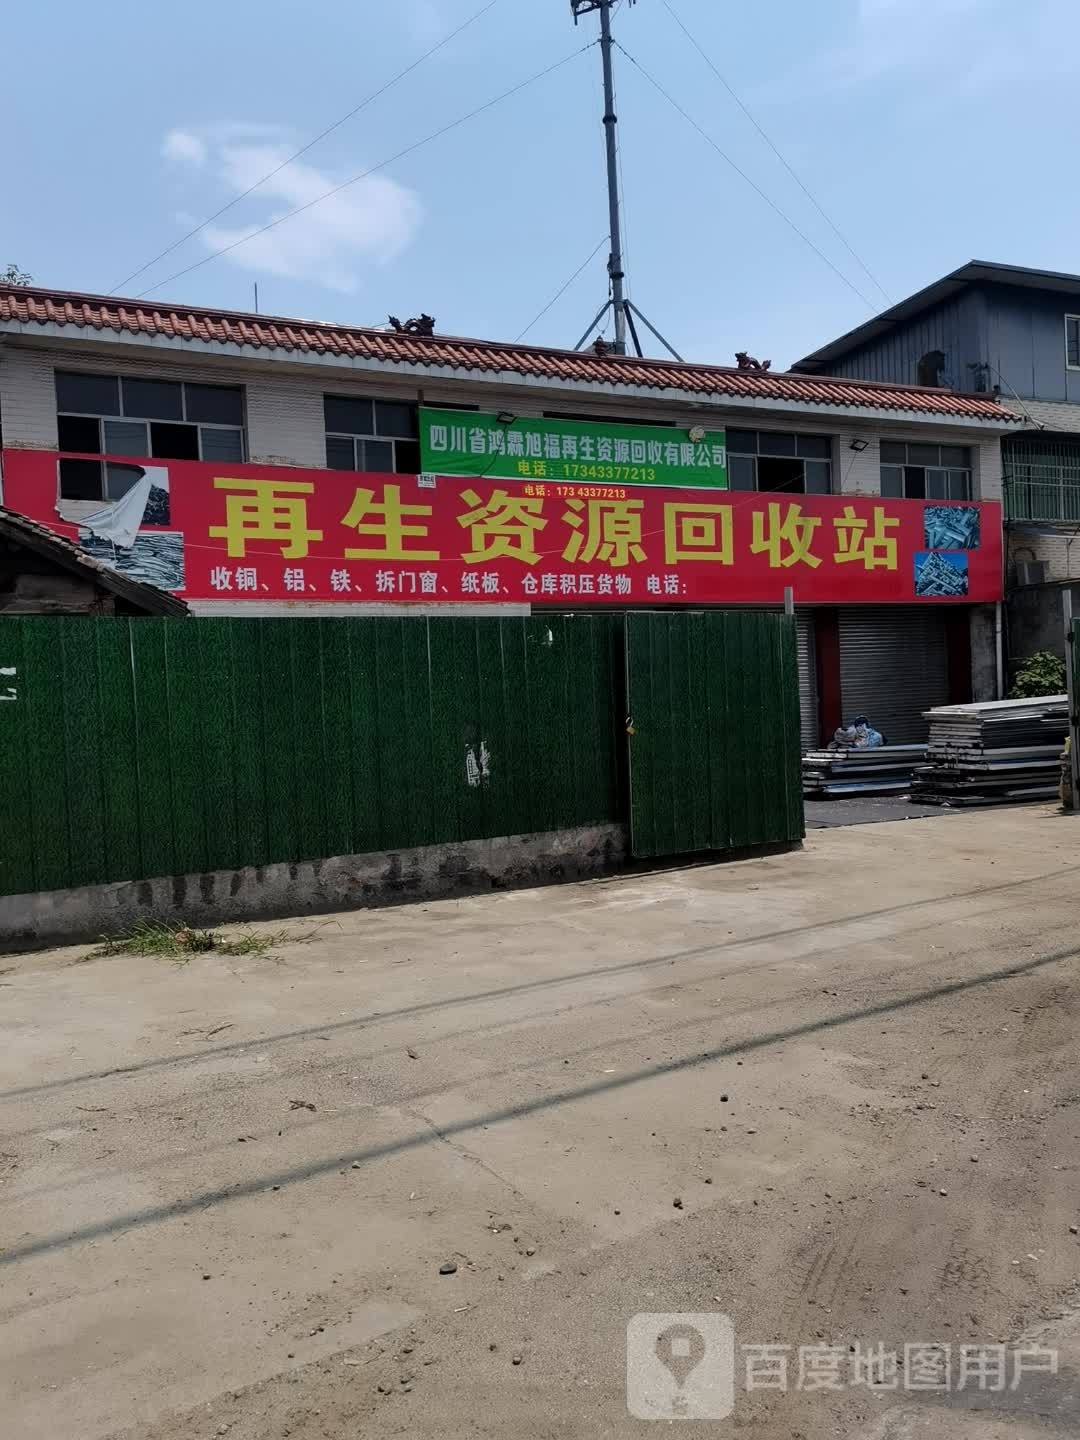 四川省鸿霖旭福再生资源回收有限公司
电话：17343377213
电话：17343377213
再生资源回收站
收铜、铝、铁、拆门窗、纸板、仓库积压货物 电话：
百度地图用户